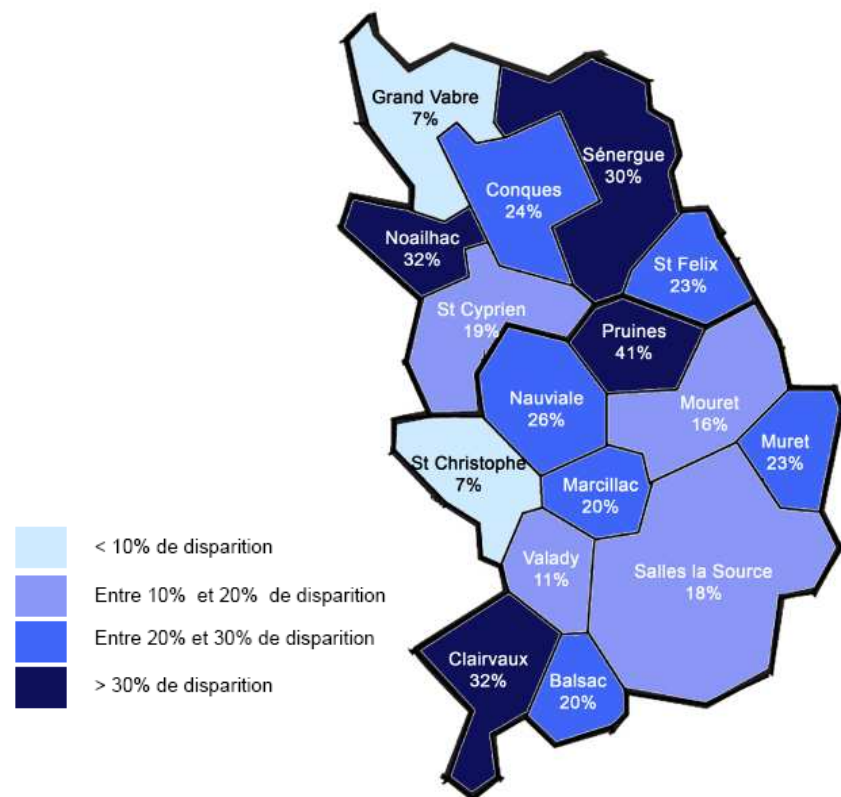 Grand Vabre
7%
Sénergue
30%
Conques
24%
Noailhac
32%
St Felix
23%
St Cyprien
19%
Pruines
41%
Nauviale
26%
Mouret
16%
Muret
23%
St Christophe
7%
Marcillac
20%
Valady
11%
Salles la Source
18%
Clairvaux
32%
Balsac
20%
< 10% de disparition
Entre 10% et 20% de disparition
Entre 20% et 30% de disparition
> 30% de disparition